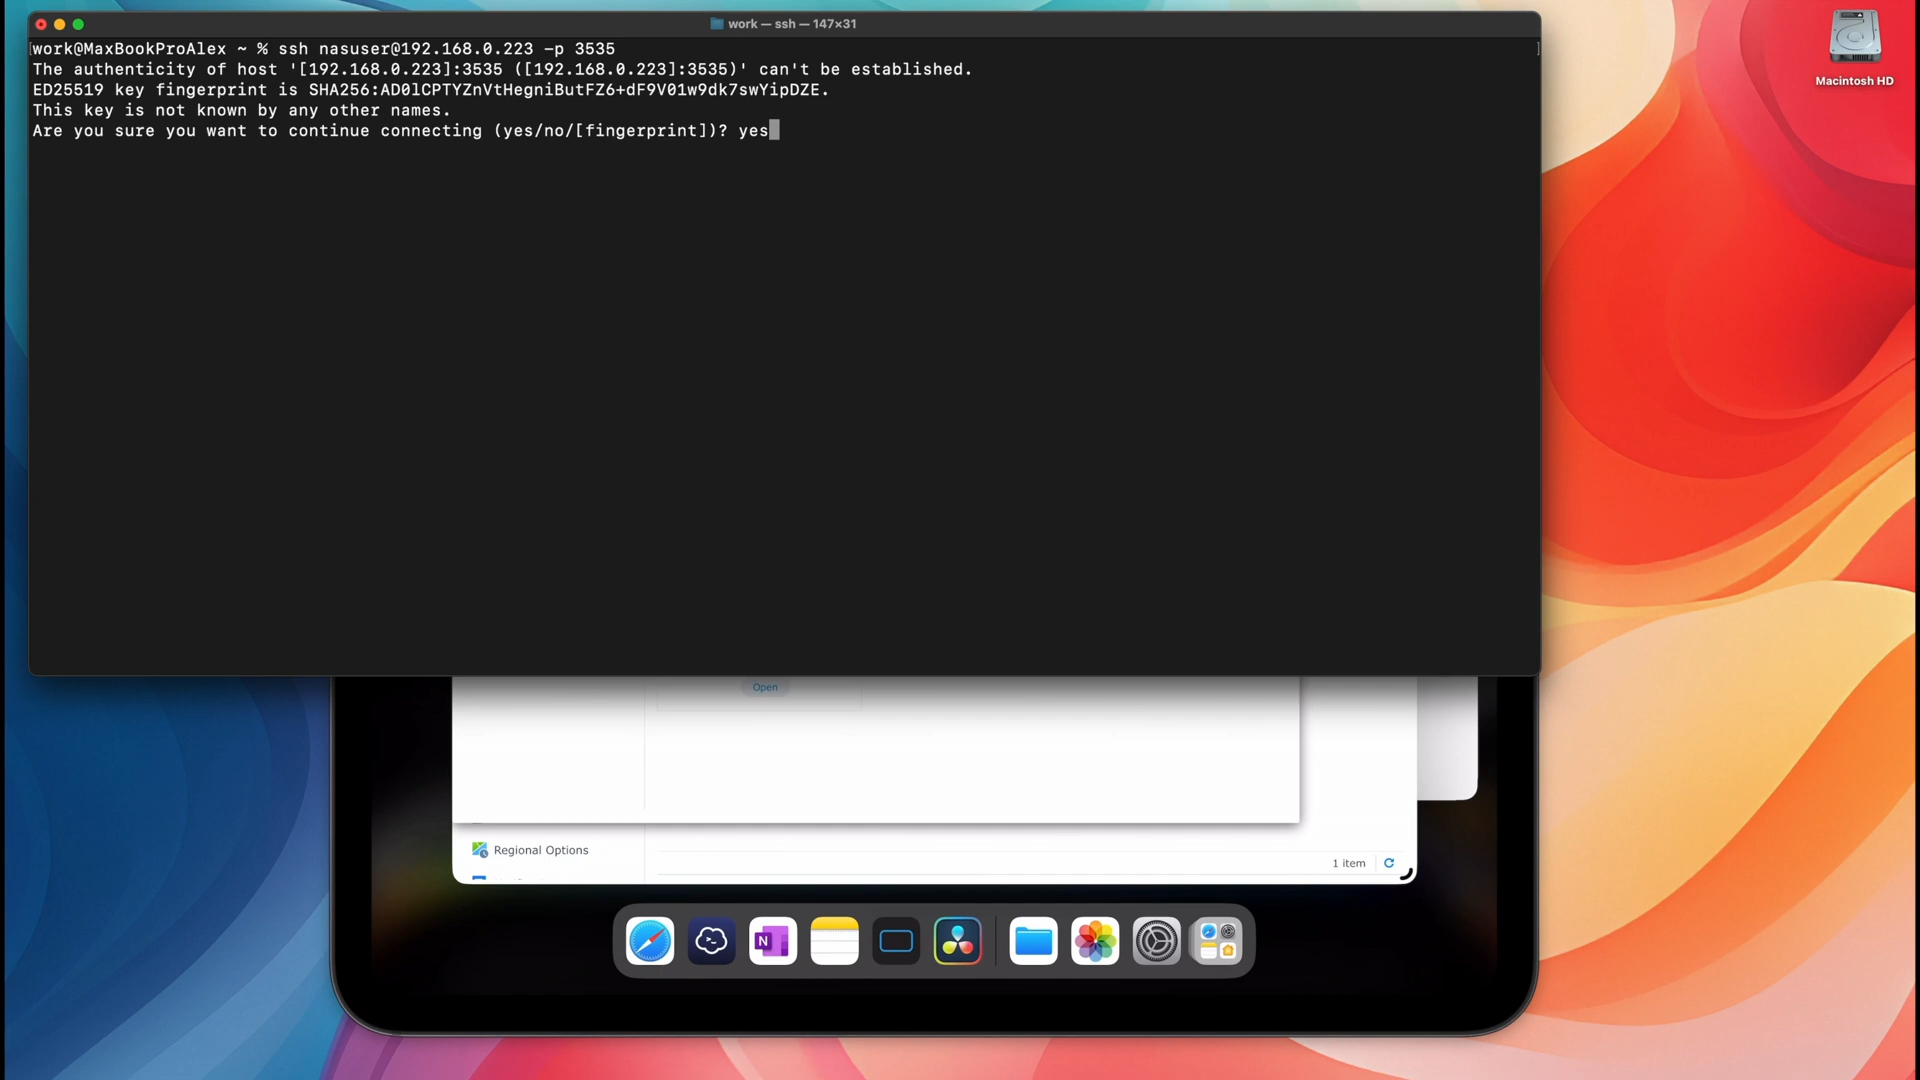 work — ssh — 147×31
work@MaxBookProAlex ~ % ssh nasuser@192.168.0.223 -p 3535
The authenticity of host '[192.168.0.223]:3535 ([192.168.0.223]:3535)' can't be established.
ED25519 key fingerprint is SHA256:AD0lCPTYZnVtHegniButFZ6+dF9V01w9dk7swYipDZE.
This key is not known by any other names.
Are you sure you want to continue connecting (yes/no/[fingerprint])? yes
Macintosh HD
Open
Regional Options
1 item
N